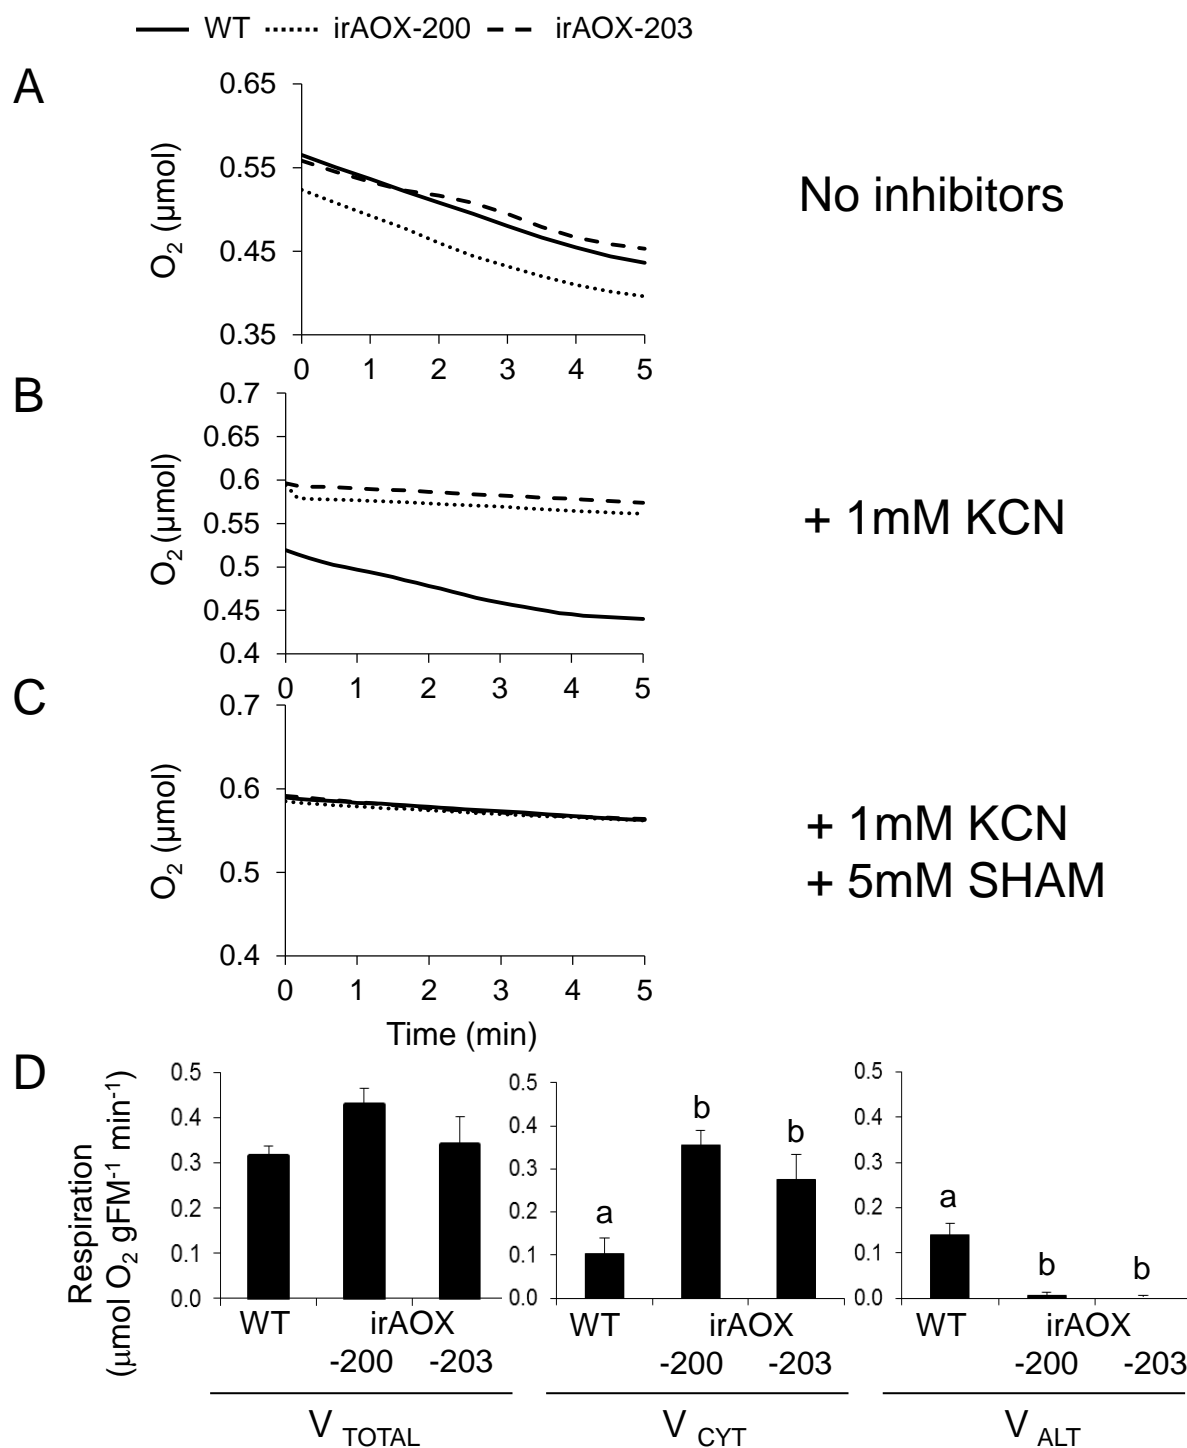 WT irAOX-200 irAOX-203
A
0.65
0.55
0.45
0.35
O₂ (µmol)
0 1 2 3 4 5
No inhibitors
B
0.7
0.65
0.6
0.55
0.5
0.45
0.4
O₂ (µmol)
0 1 2 3 4 5
+ 1mM KCN
C
0.7
0.6
0.5
0.4
O₂ (µmol)
0 1 2 3 4 5
Time (min)
+ 1mM KCN
+ 5mM SHAM
D
Respiration
(µmol O₂ gFM⁻¹ min⁻¹)
0.5
0.4
0.3
0.2
0.1
0.0
WT irAOX
-200 -203
V TOTAL
0.5
0.4
0.3
0.2
0.1
0.0
a b b
WT irAOX
-200 -203
V CYT
0.5
0.4
0.3
0.2
0.1
0.0
a b b
WT irAOX
-200 -203
V ALT